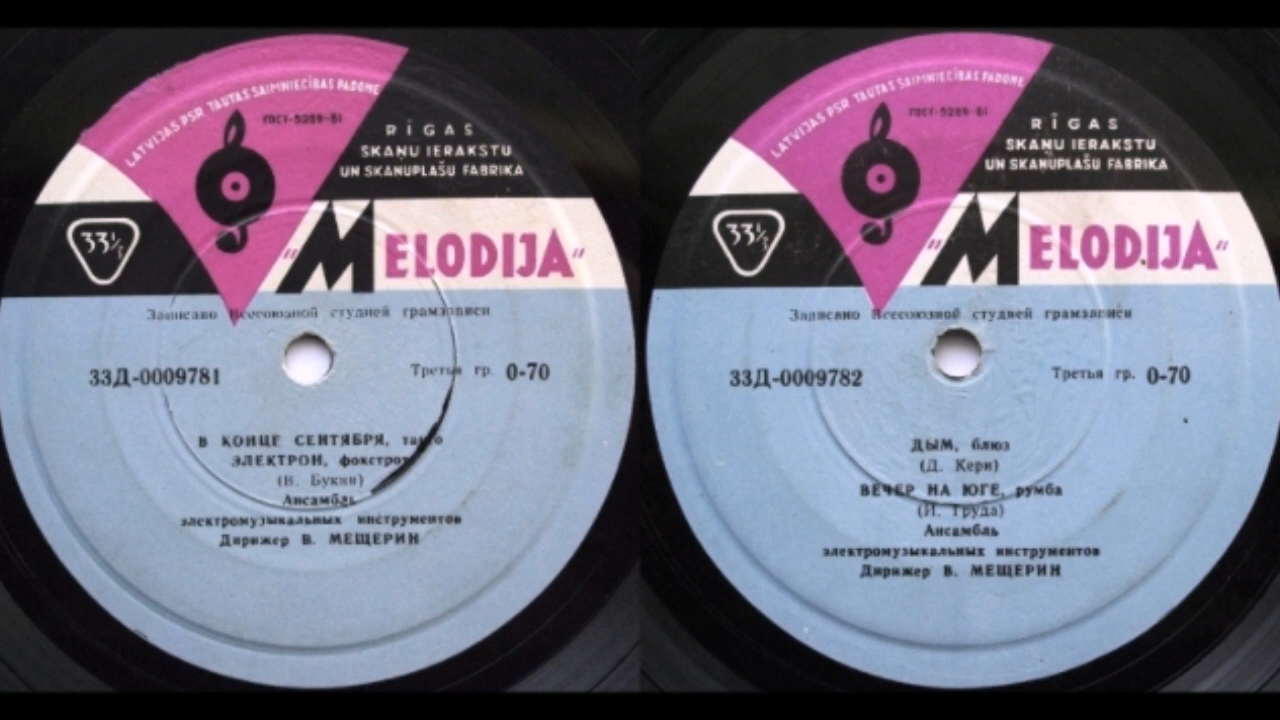 LATVIJAS PSR TAUTAS SAIMNIECĪBAS PADOME
ГОСТ-5289-61
RĪGAS
SKAŅU IERAKSTU
UN SKAŅUPLAŠU FABRIKA
33⅓
"MELODIJA"
Записано Всесоюзной студией грамзаписи
33Д-0009781
Третья гр. 0-70
В КОНЦЕ СЕНТЯБРЯ, танго
ЭЛЕКТРОН, фокстрот
(В. Букин)
Ансамбль
электромузыкальных инструментов
Дирижер В. МЕЩЕРИН
LATVIJAS PSR TAUTAS SAIMNIECĪBAS PADOME
ГОСТ-5289-61
RĪGAS
SKAŅU IERAKSTU
UN SKAŅUPLAŠU FABRIKA
33⅓
"MELODIJA"
Записано Всесоюзной студией грамзаписи
33Д-0009782
Третья гр. 0-70
ДЫМ, блюз
(Д. Керн)
ВЕЧЕР НА ЮГЕ, румба
(И. Труда)
Ансамбль
электромузыкальных инструментов
Дирижер В. МЕЩЕРИН